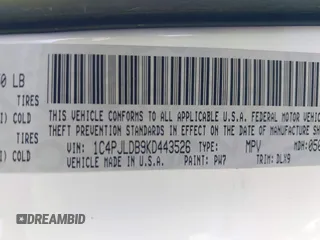 0 LB
TIRES
I) COLD
TIRES
I) COLD
THIS VEHICLE CONFORMS TO ALL APPLICABLE U.S.A. FEDERAL MOTOR
THEFT PREVENTION STANDARDS IN EFFECT ON THE DATE OF MANUFACTURE
VIN: 1C4PJLDB9KD443526 TYPE: MPV MDH:
VEHICLE MADE IN U.S.A. PAINT: PW7 TRIM: DLX9
DREAMBID